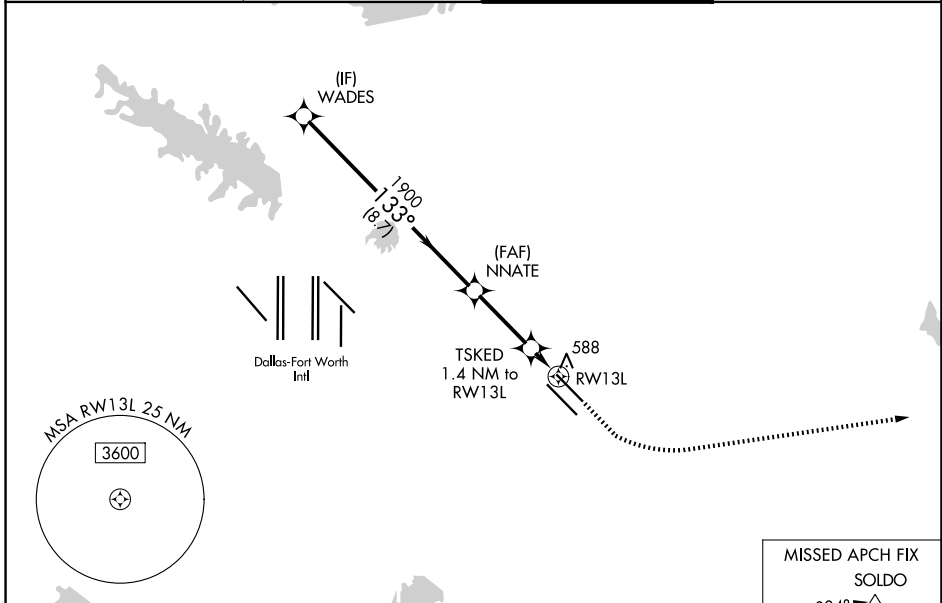 (IF)
WADES
1900
133°
(8.7)
(FAF)
NNATE
Dallas-Fort Worth
Intl
TSKED
1.4 NM to
RW13L
588
RW13L
MSA RW13L 25 NM
3600
MISSED APCH FIX
SOLDO